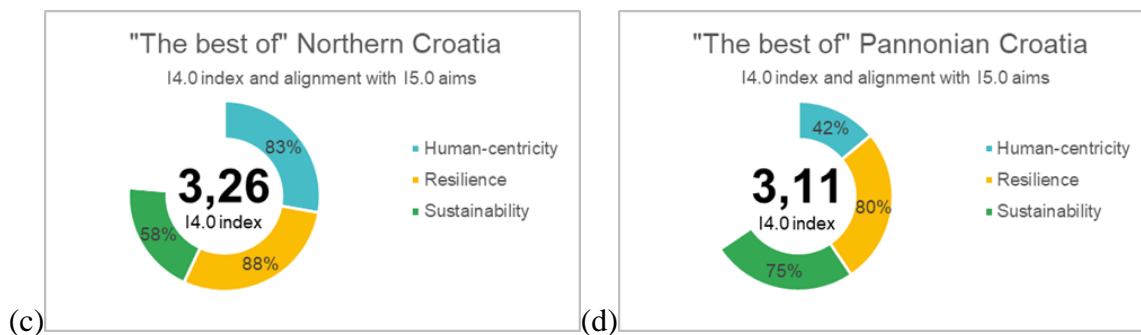 "The best of" Northern Croatia
I4.0 index and alignment with I5.0 aims
83%
Human-centricity
3,26
Resilience
I4.0 index
Sustainability
58%
88%
(c)
"The best of" Pannonian Croatia
I4.0 index and alignment with I5.0 aims
42%
Human-centricity
3,11
Resilience
80%
I4.0 index
Sustainability
75%
(d)